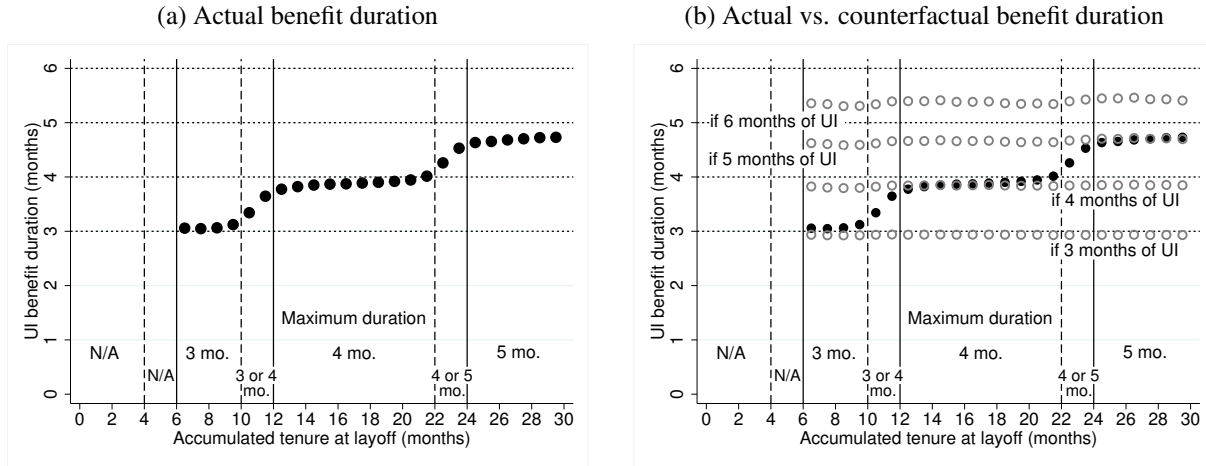 (a) Actual benefit duration
UI benefit duration (months)
6
5
4
3
2
1
0
Maximum duration
N/A
N/A
3 mo.
3 or 4
mo.
4 mo.
4 or 5
mo.
5 mo.
0 2 4 6 8 10 12 14 16 18 20 22 24 26 28 30
Accumulated tenure at layoff (months)
(b) Actual vs. counterfactual benefit duration
UI benefit duration (months)
6
5
4
3
2
1
0
if 6 months of UI
if 5 months of UI
if 4 months of UI
if 3 months of UI
Maximum duration
N/A
N/A
3 mo.
3 or 4
mo.
4 mo.
4 or 5
mo.
5 mo.
0 2 4 6 8 10 12 14 16 18 20 22 24 26 28 30
Accumulated tenure at layoff (months)